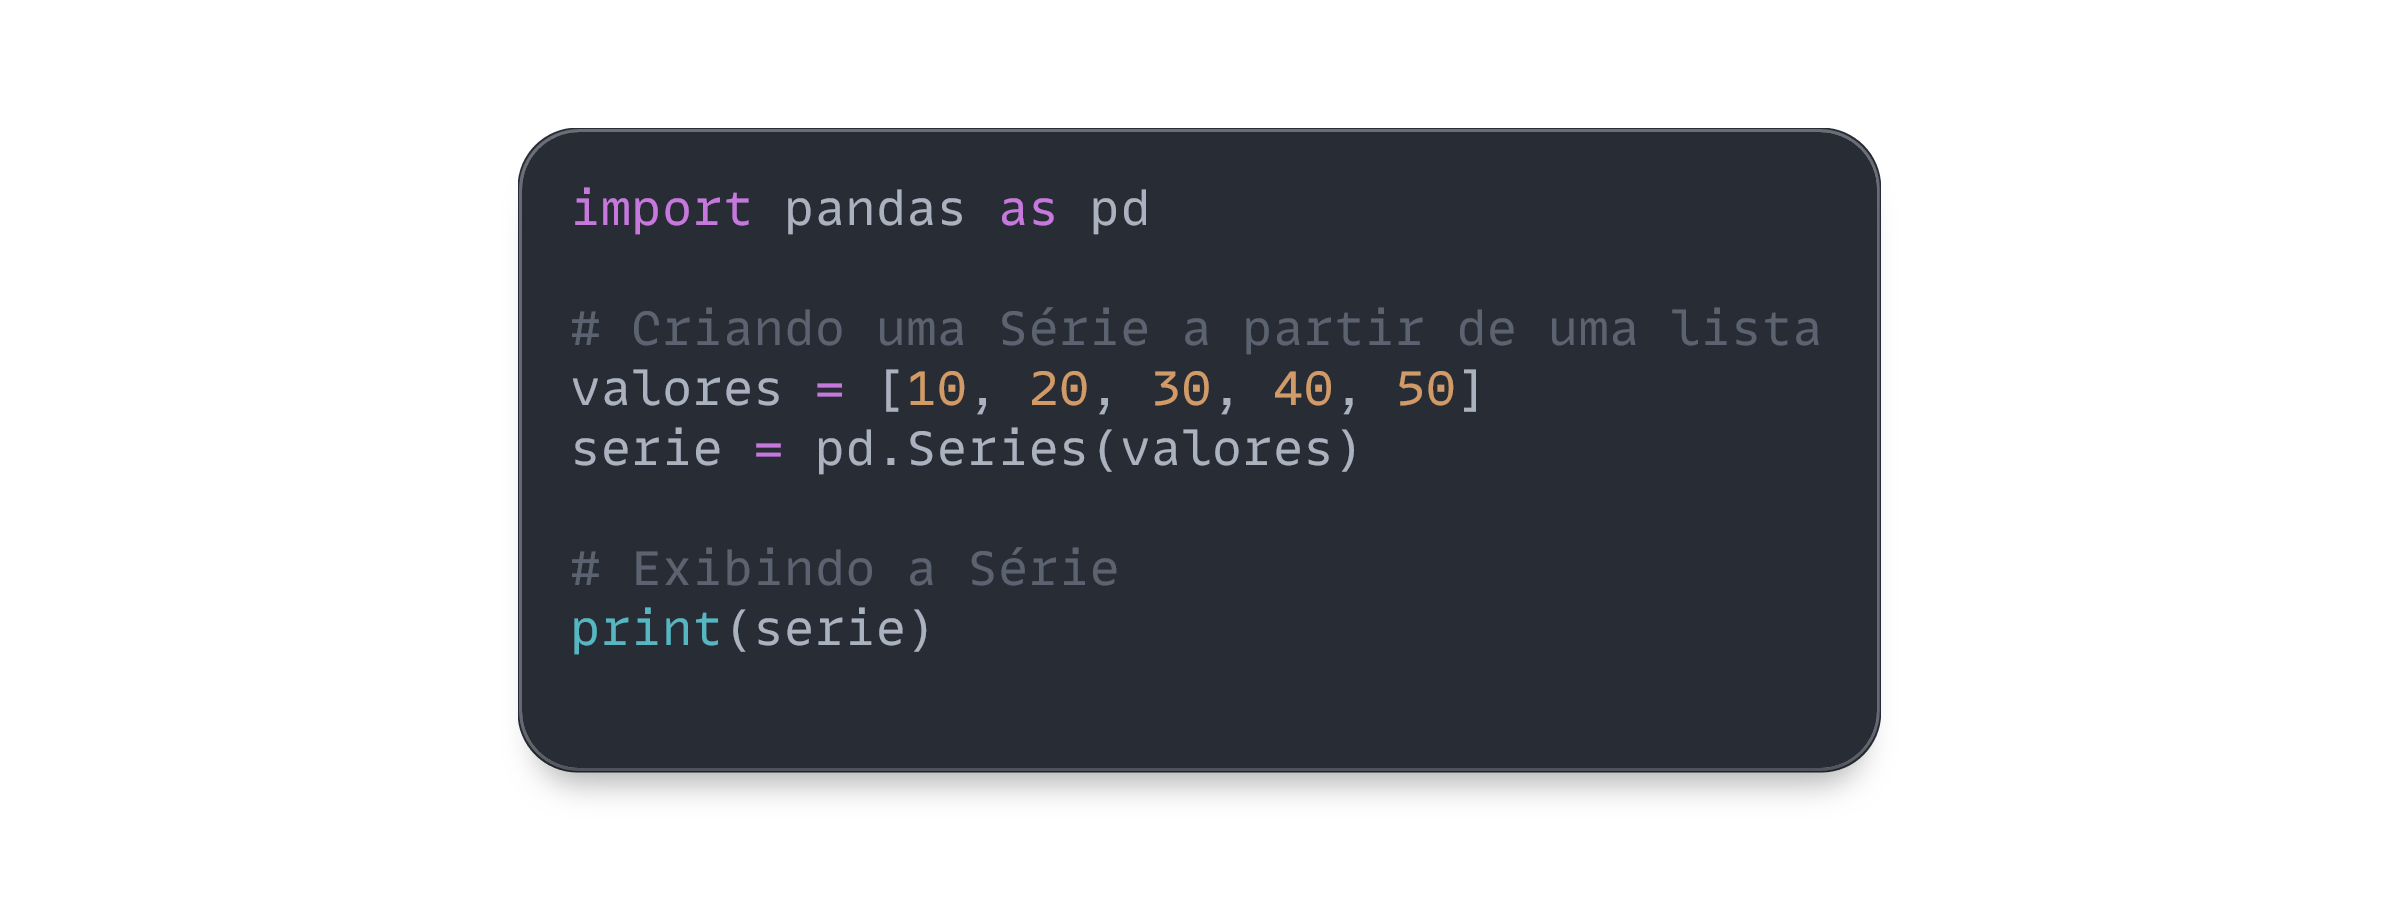 import pandas as pd
# Criando uma Série a partir de uma lista
valores = [10, 20, 30, 40, 50]
serie = pd.Series(valores)
# Exibindo a Série
print(serie)